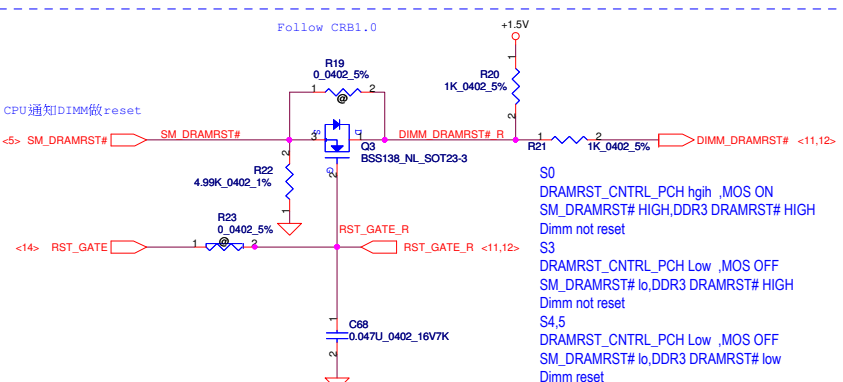 Follow CRB1.0
+1.5V
R19
0_0402_5%
R20
1K_0402_5%
1
2
@
1
2
CPU通知DIMM做reset
<5> SM_DRAMRST#
SM_DRAMRST#
3
S
D
1
DIMM_DRAMRST#_R
R21
1
2
1K_0402_5%
DIMM_DRAMRST# <11,12>
Q3
BSS138_NL_SOT23-3
G
2
R22
4.99K_0402_1%
2
1
R23
0_0402_5%
<14> RST_GATE
1
@
2
RST_GATE_R
RST_GATE_R <11,12>
C68
0.047U_0402_16V7K
1
2
S0
DRAMRST_CNTRL_PCH hgih ,MOS ON
SM_DRAMRST# HIGH,DDR3 DRAMRST# HIGH
Dimm not reset
S3
DRAMRST_CNTRL_PCH Low ,MOS OFF
SM_DRAMRST# lo,DDR3 DRAMRST# HIGH
Dimm not reset
S4,5
DRAMRST_CNTRL_PCH Low ,MOS OFF
SM_DRAMRST# lo,DDR3 DRAMRST# low
Dimm reset